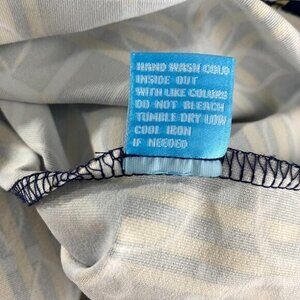 HAND WASH COLD
INSIDE OUT
WITH LIKE COLORS
DO NOT BLEACH
TUMBLE DRY LOW
COOL IRON
IF NEEDED